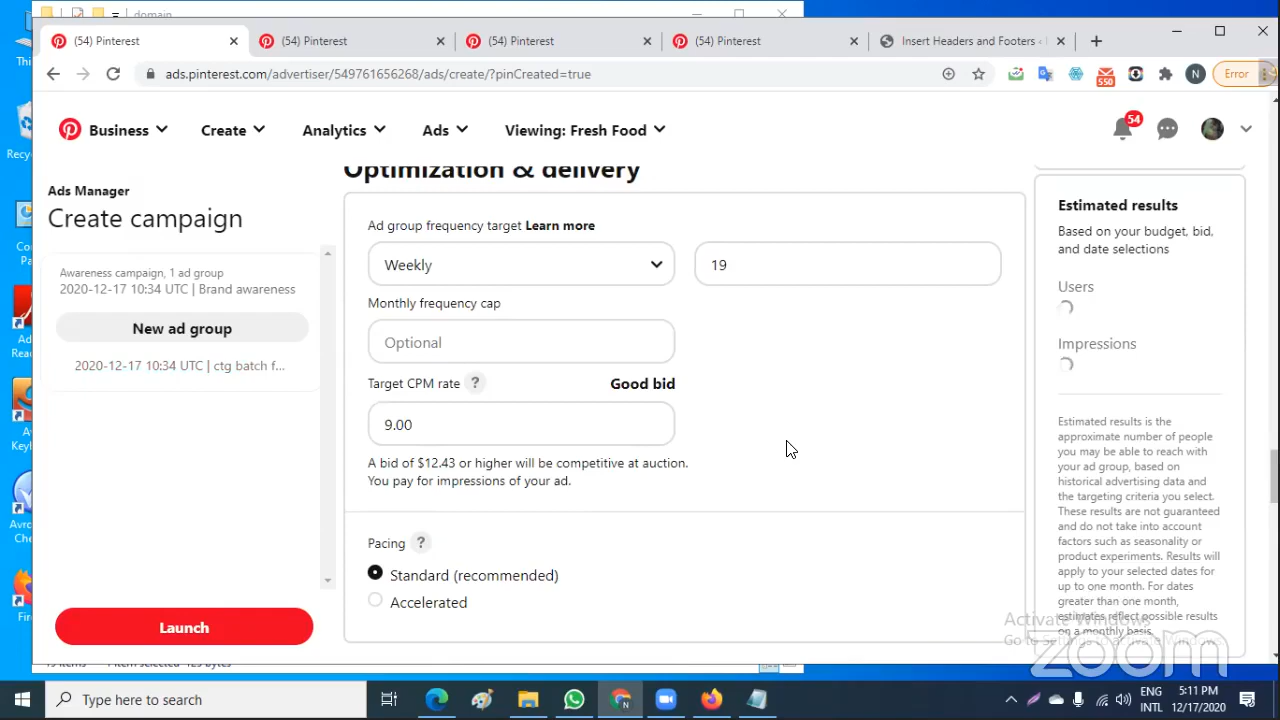 domain
(54) Pinterest
(54) Pinterest
(54) Pinterest
(54) Pinterest
Insert Headers and Footers ‹
ads.pinterest.com/advertiser/549761656268/ads/create/?pinCreated=true
550
N
Error
Business
Create
Analytics
Ads
Viewing: Fresh Food
54
Ads Manager
Create campaign
Awareness campaign, 1 ad group
2020-12-17 10:34 UTC | Brand awareness
New ad group
2020-12-17 10:34 UTC | ctg batch f...
Launch
Optimization & delivery
Ad group frequency target Learn more
Weekly
19
Monthly frequency cap
Optional
Target CPM rate ?
Good bid
9.00
A bid of $12.43 or higher will be competitive at auction.
You pay for impressions of your ad.
Pacing ?
Standard (recommended)
Accelerated
Estimated results
Based on your budget, bid,
and date selections
Users
Impressions
Estimated results is the
approximate number of people
you may be able to reach with
your ad group, based on
historical advertising data and
the targeting criteria you select.
These results are not guaranteed
and do not take into account
factors such as seasonality or
product experiments. Results will
apply to your selected dates for
up to one month. For dates
greater than one month,
estimates reflect possible results
on a monthly basis.
Activate Windows
Go to Settings to activate Windows.
zoom
Recyc
Type here to search
ENG
INTL
5:11 PM
12/17/2020